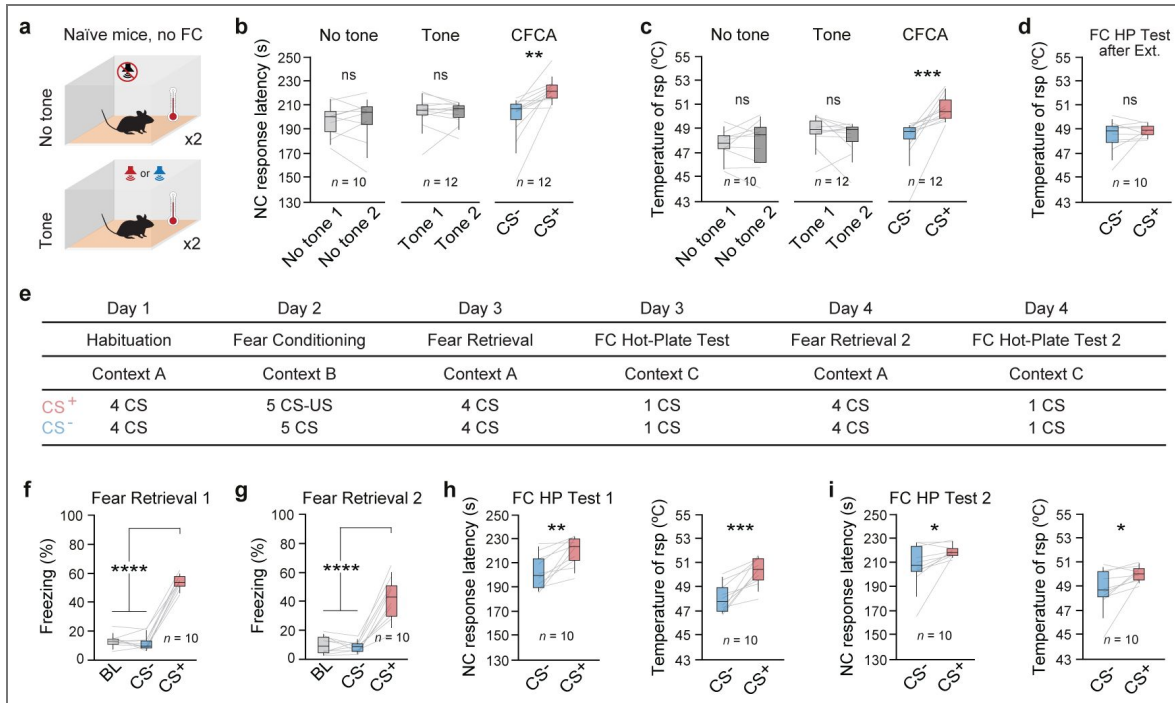 a
Naïve mice, no FC
No tone
x2
or
Tone
x2
b
No tone
Tone
CFCA
NC response latency (s)
250
230
210
190
170
150
130
ns
ns
**
n = 10
n = 12
n = 12
No tone 1
No tone 2
Tone 1
Tone 2
CS-
CS+
c
No tone
Tone
CFCA
Temperature of rsp (ºC)
55
53
51
49
47
45
43
ns
ns
***
n = 10
n = 12
n = 12
No tone 1
No tone 2
Tone 1
Tone 2
CS-
CS+
d
FC HP Test
after Ext.
Temperature of rsp (ºC)
55
53
51
49
47
45
43
ns
n = 10
CS-
CS+
e
Day 1 Day 2 Day 3 Day 3 Day 4 Day 4
Habituation Fear Conditioning Fear Retrieval FC Hot-Plate Test Fear Retrieval 2 FC Hot-Plate Test 2
Context A Context B Context A Context C Context A Context C
CS+ 4 CS 5 CS-US 4 CS 1 CS 4 CS 1 CS
CS- 4 CS 5 CS 4 CS 1 CS 4 CS 1 CS
f
Fear Retrieval 1
Freezing (%)
100
80
60
40
20
0
****
n = 10
BL
CS-
CS+
g
Fear Retrieval 2
Freezing (%)
100
80
60
40
20
0
****
n = 10
BL
CS-
CS+
h
FC HP Test 1
NC response latency (s)
250
230
210
190
170
150
130
**
n = 10
CS-
CS+
Temperature of rsp (ºC)
55
53
51
49
47
45
43
***
n = 10
CS-
CS+
i
FC HP Test 2
NC response latency (s)
250
230
210
190
170
150
130
*
n = 10
CS-
CS+
Temperature of rsp (ºC)
55
53
51
49
47
45
43
*
n = 10
CS-
CS+